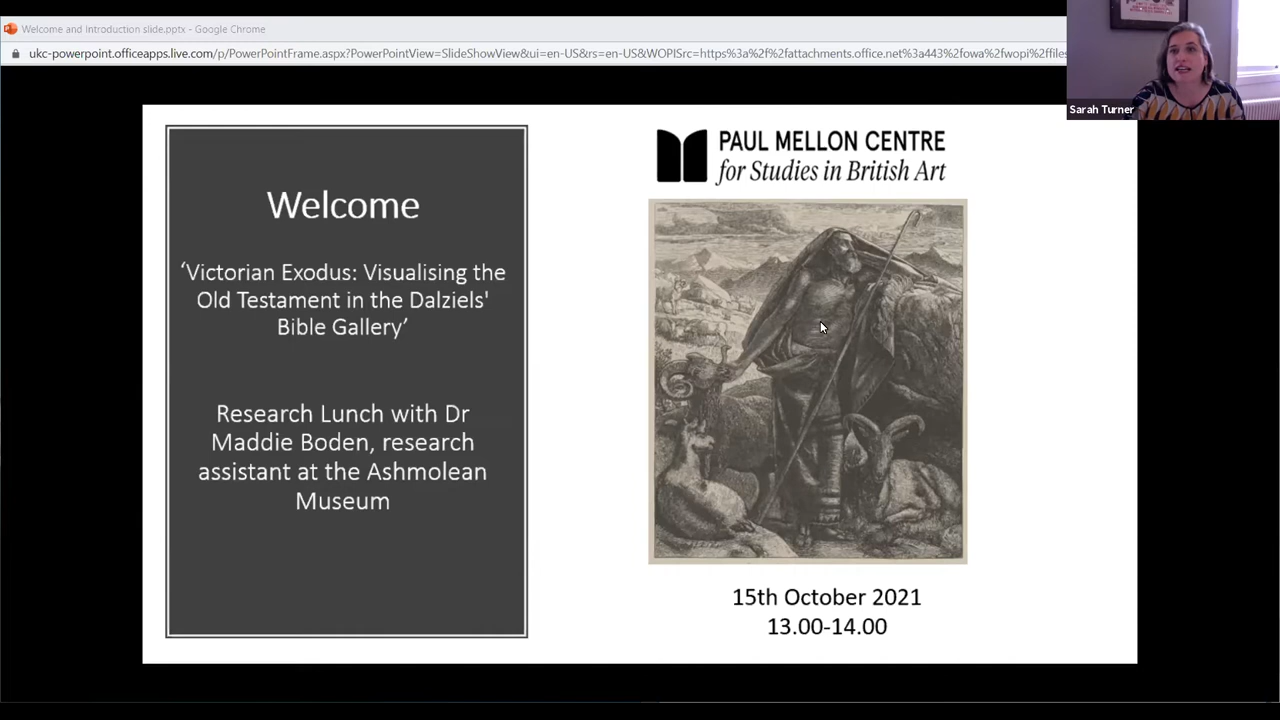 Welcome and introduction slide.pptx - Google Chrome
ukc-powerpoint.officeapps.live.com/p/PowerPointFrame.aspx?PowerPointView=SlideShowView&ui=en-US&rs=en-US&WOPISrc=https%3a%2f%2fattachments.office.net%3a443%2fowa%2fwopi%2ffiles
Sarah Turner
Welcome
‘Victorian Exodus: Visualising the
Old Testament in the Dalziels'
Bible Gallery’
Research Lunch with Dr
Maddie Boden, research
assistant at the Ashmolean
Museum
PAUL MELLON CENTRE
for Studies in British Art
15th October 2021
13.00-14.00